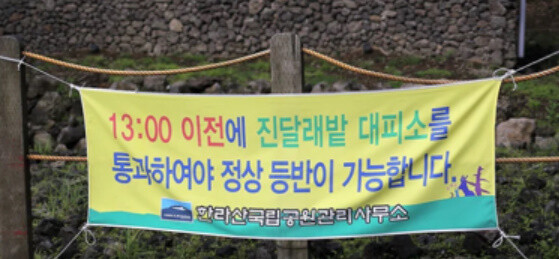 13:00 이전에 진달래밭 대피소를
통과하여야 정상 등반이 가능합니다.
한라산국립공원관리사무소